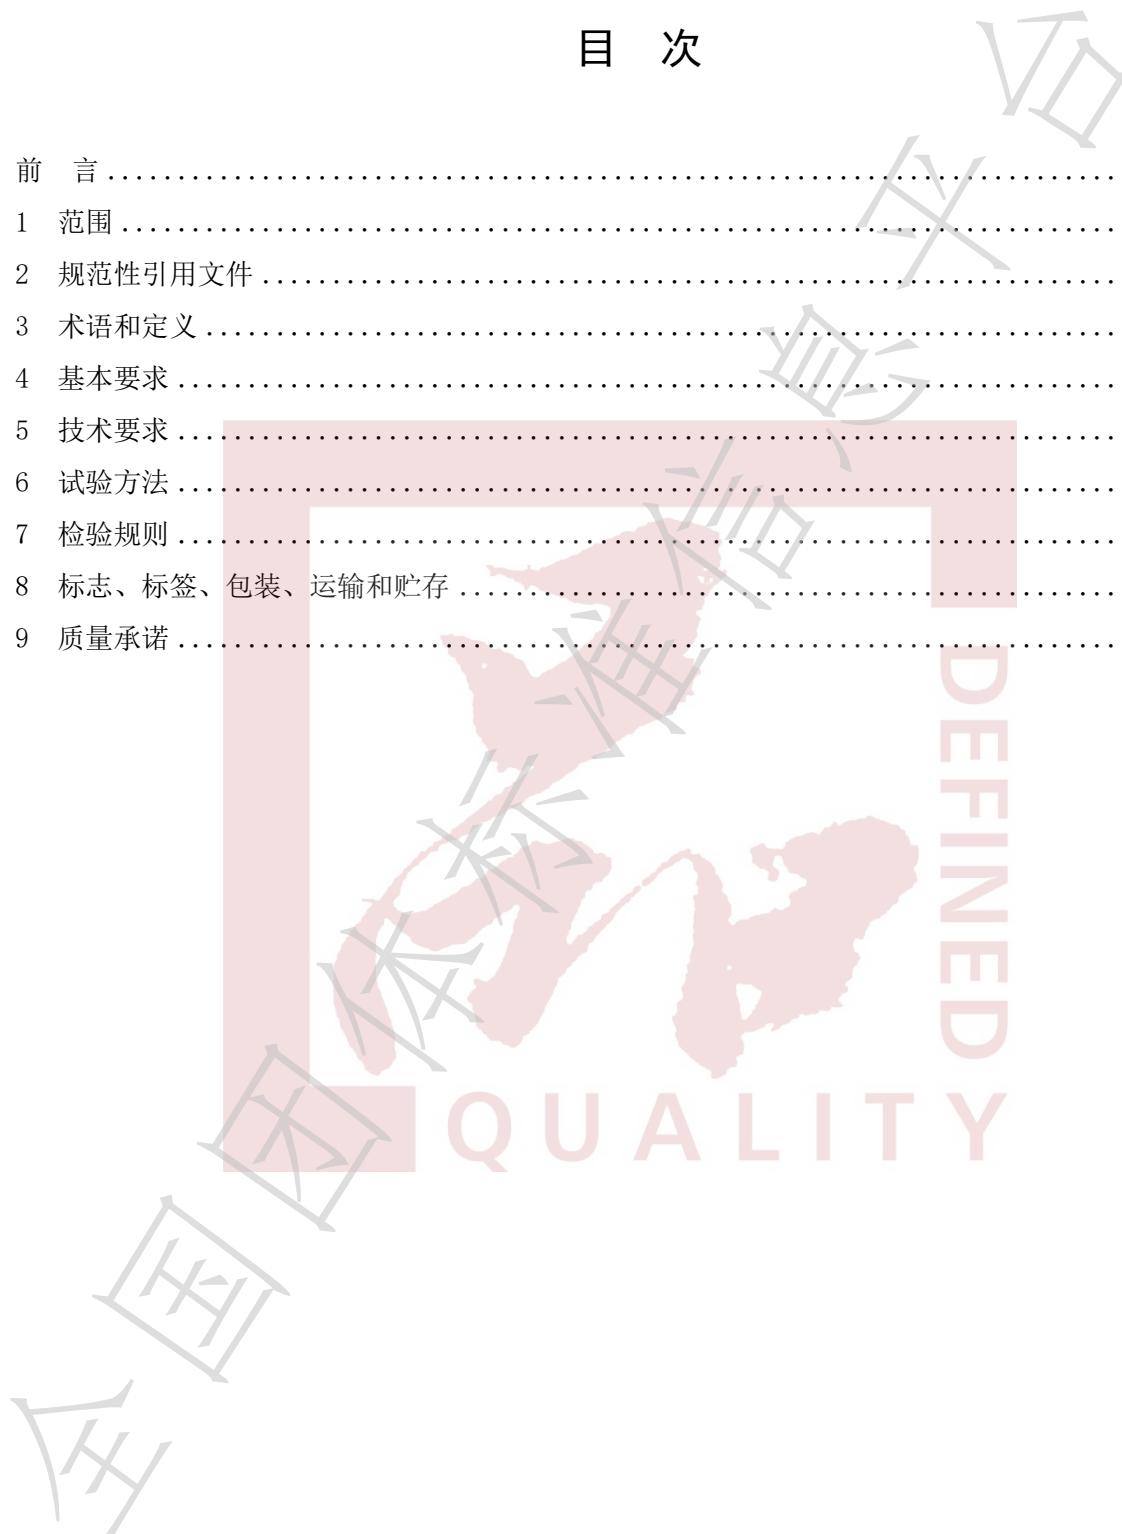 目 次
前 言........................................................................
1 范围.......................................................................
2 规范性引用文件.............................................................
3 术语和定义.................................................................
4 基本要求...................................................................
5 技术要求...................................................................
6 试验方法...................................................................
7 检验规则...................................................................
8 标志、标签、包装、运输和贮存...............................................
9 质量承诺...................................................................
DEFINED
QUALITY
全国团体标准信息平台